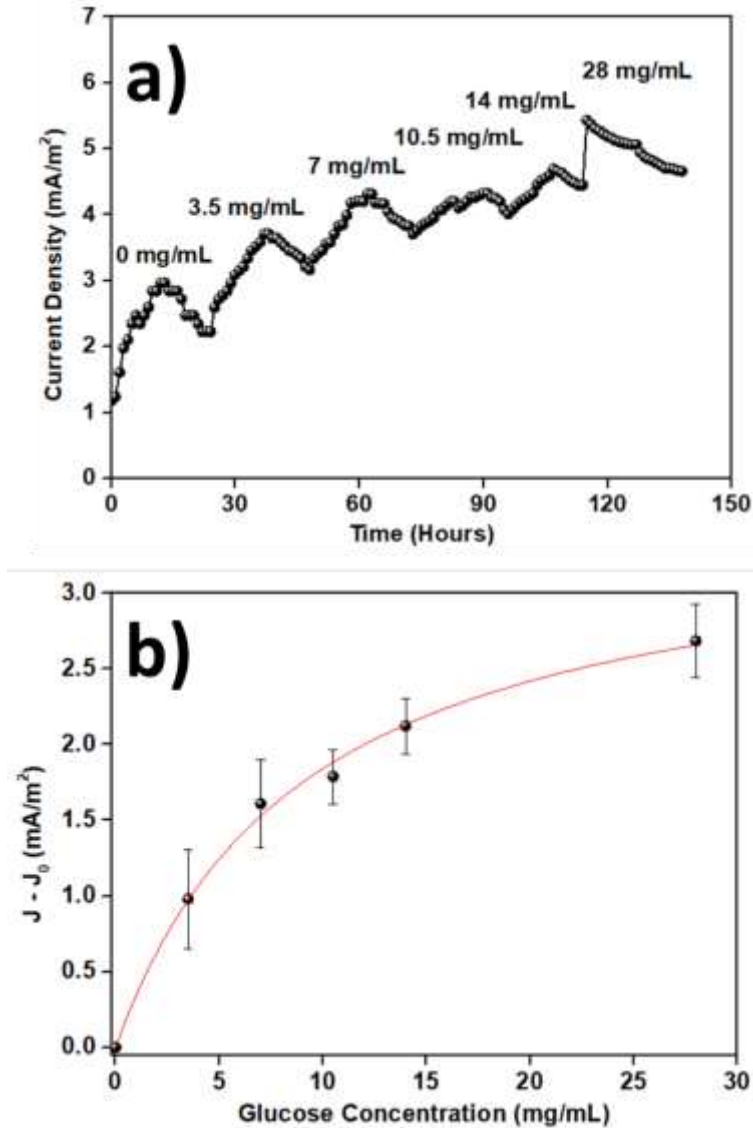 a)
7
6
5
4
3
2
1
0
Current Density (mA/m²)
0 mg/mL
3.5 mg/mL
7 mg/mL
10.5 mg/mL
14 mg/mL
28 mg/mL
0 30 60 90 120 150
Time (Hours)
b)
3.0
2.5
2.0
1.5
1.0
0.5
0.0
J - J₀ (mA/m²)
0 5 10 15 20 25 30
Glucose Concentration (mg/mL)